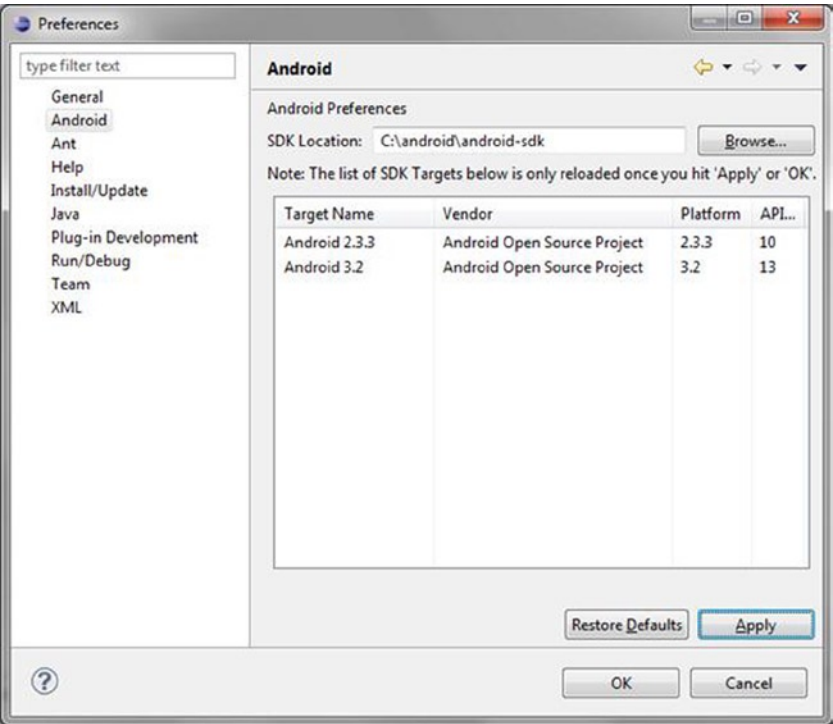 Preferences
type filter text
General
Android
Ant
Help
Install/Update
Java
Plug-in Development
Run/Debug
Team
XML
Android
Android Preferences
SDK Location: C:\android\android-sdk Browse...
Note: The list of SDK Targets below is only reloaded once you hit 'Apply' or 'OK'.
Target Name Vendor Platform API...
Android 2.3.3 Android Open Source Project 2.3.3 10
Android 3.2 Android Open Source Project 3.2 13
Restore Defaults Apply
? OK Cancel